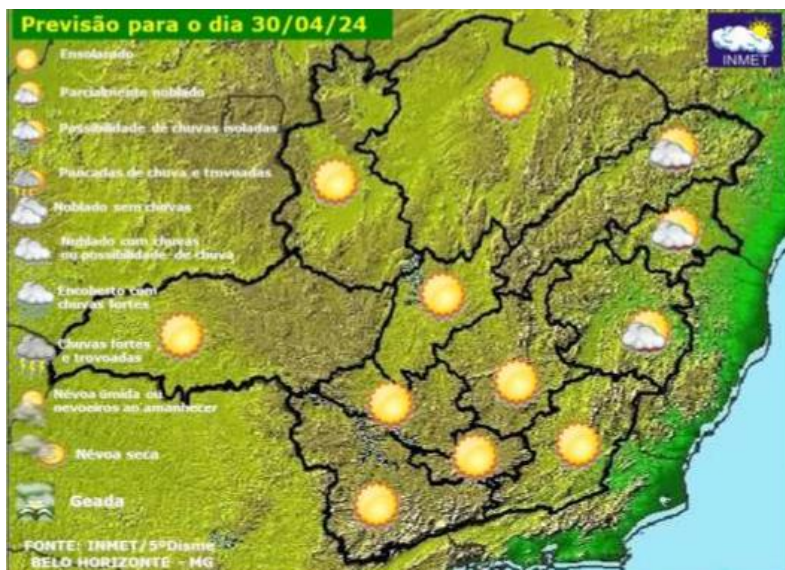 Previsão para o dia 30/04/24
INMET
Ensolarado
Parcialmente noblado
Possibilidade de chuvas isoladas
Pancadas de chuva e trovoadas
Noblado sem chuvas
Nublado com chuvas
ou possibilidade de chuva
Encoberto com
chuvas fortes
Chuvas fortes
e trovoadas
Névoa úmida ou
nevoeiros ao amanhecer
Névoa seca
Geada
FONTE: INMET/5ºDisme
BELO HORIZONTE - MG